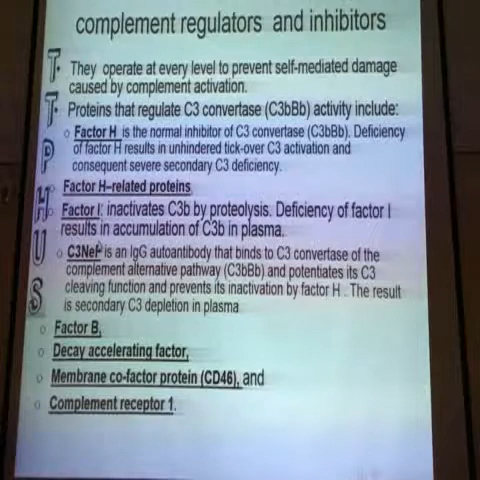 complement regulators and inhibitors
They operate at every level to prevent self-mediated damage
caused by complement activation.
Proteins that regulate C3 convertase (C3bBb) activity include:
Factor H is the normal inhibitor of C3 convertase (C3bBb). Deficiency
of factor H results in unhindered tick-over C3 activation and
consequent severe secondary C3 deficiency.
Factor H–related proteins
Factor I: inactivates C3b by proteolysis. Deficiency of factor I
results in accumulation of C3b in plasma.
C3NeF is an IgG autoantibody that binds to C3 convertase of the
complement alternative pathway (C3bBb) and potentiates its C3
cleaving function and prevents its inactivation by factor H . The result
is secondary C3 depletion in plasma
Factor B,
Decay accelerating factor,
Membrane co-factor protein (CD46), and
Complement receptor 1.
T
T
P
H
U
S